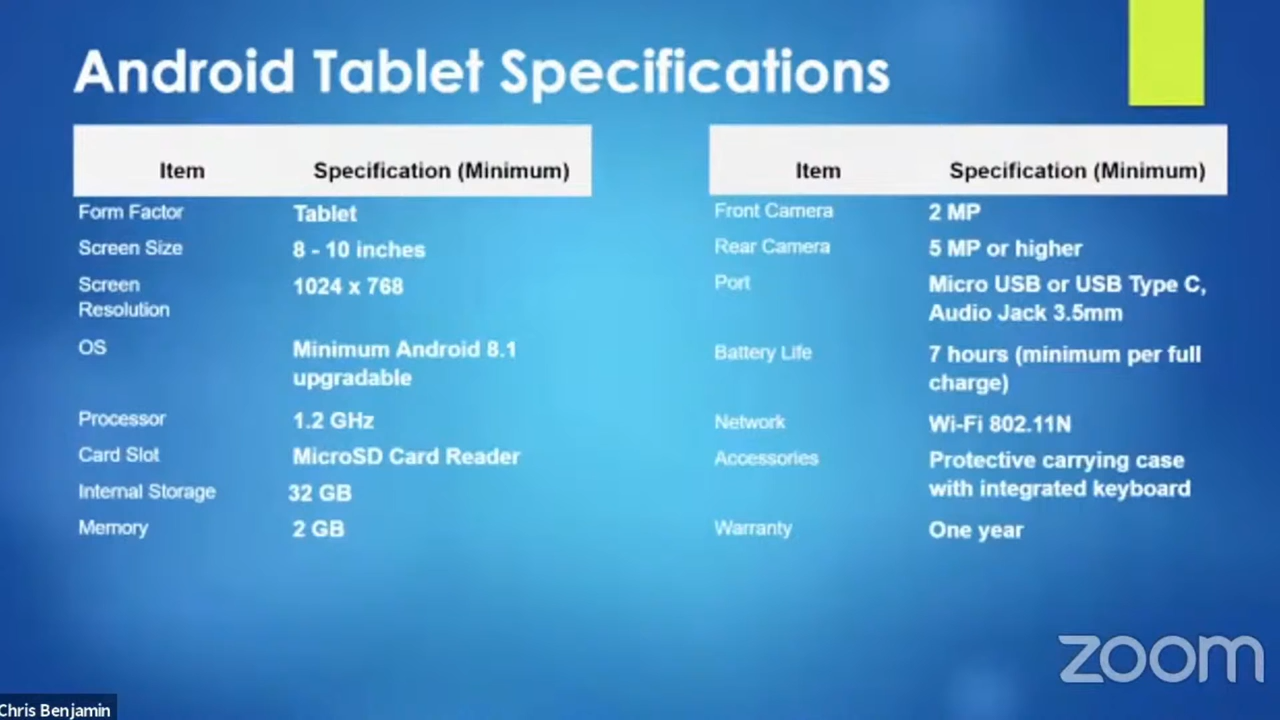 Android Tablet Specifications
Item Specification (Minimum)
Form Factor Tablet
Screen Size 8 - 10 inches
Screen 1024 x 768
Resolution
OS Minimum Android 8.1
upgradable
Processor 1.2 GHz
Card Slot MicroSD Card Reader
Internal Storage 32 GB
Memory 2 GB
Item Specification (Minimum)
Front Camera 2 MP
Rear Camera 5 MP or higher
Port Micro USB or USB Type C,
Audio Jack 3.5mm
Battery Life 7 hours (minimum per full
charge)
Network Wi-Fi 802.11N
Accessories Protective carrying case
with integrated keyboard
Warranty One year
zoom
Chris Benjamin